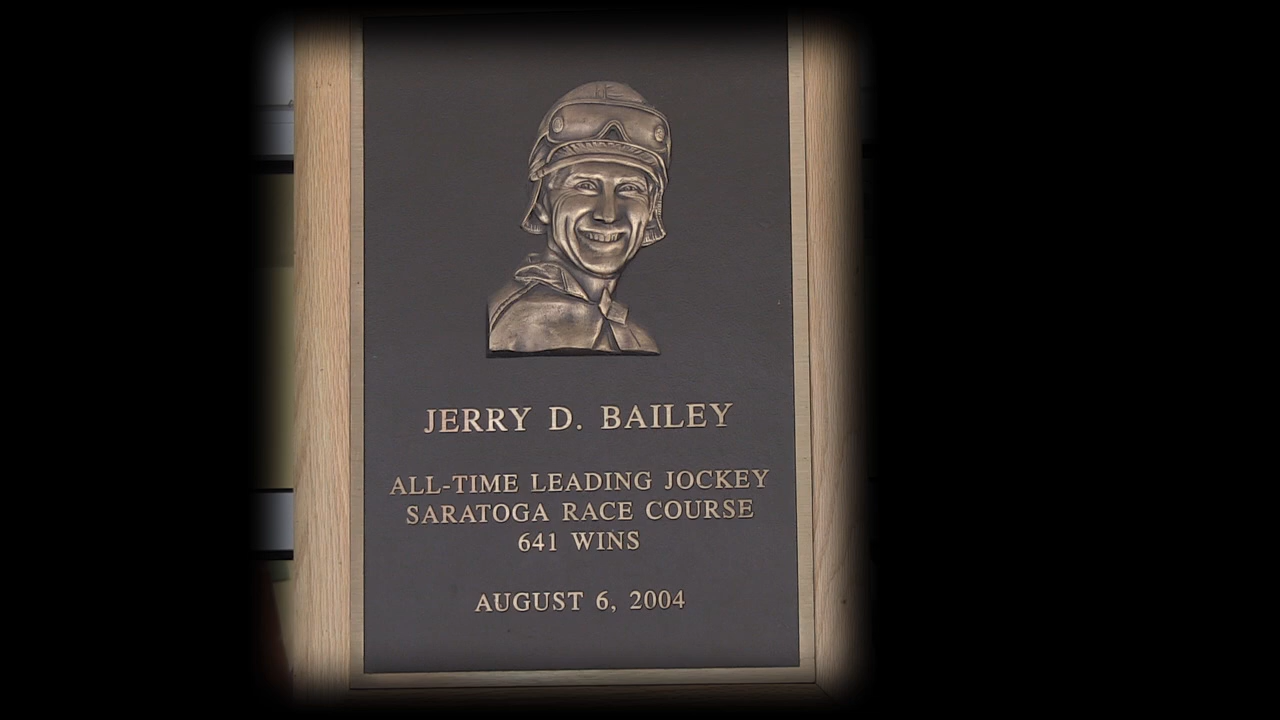 JERRY D. BAILEY
ALL-TIME LEADING JOCKEY
SARATOGA RACE COURSE
641 WINS
AUGUST 6, 2004